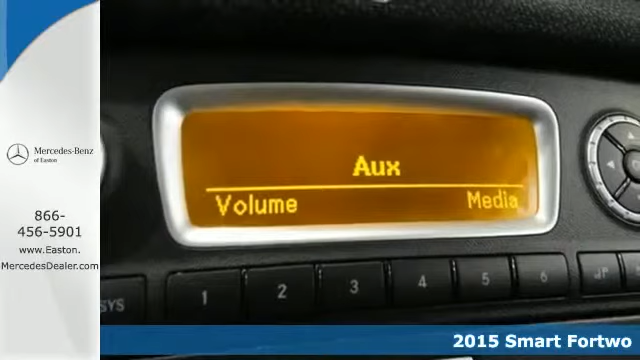 Mercedes-Benz
of Easton
866-
456-5901
www.Easton.
MercedesDealer.com
Aux
Volume Media
SYS 1 2 3 4 5 6
2015 Smart Fortwo